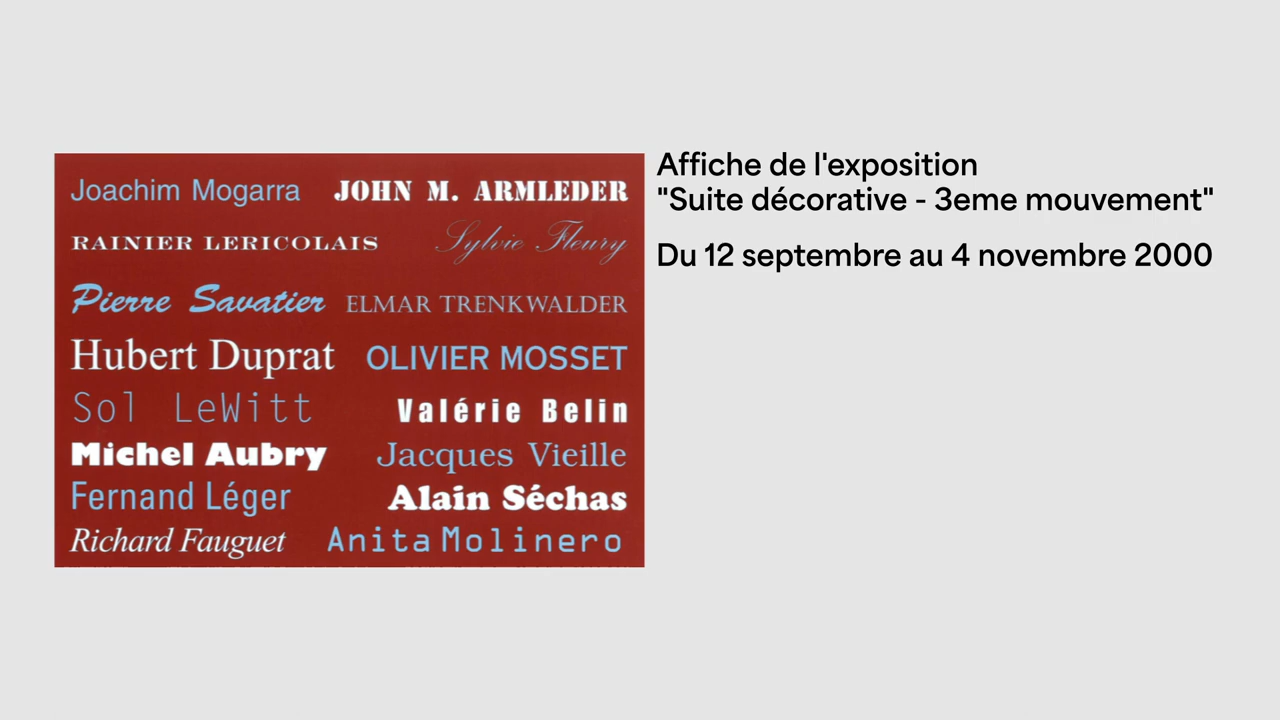 Joachim Mogarra JOHN M. ARMLEDER
RAINIER LERICOLAIS Sylvie Fleury
Pierre Savatier ELMAR TRENKWALDER
Hubert Duprat OLIVIER MOSSET
Sol LeWitt Valérie Belin
Michel Aubry Jacques Vieille
Fernand Léger Alain Séchas
Richard Fauguet Anita Molinero
Affiche de l'exposition
"Suite décorative - 3eme mouvement"
Du 12 septembre au 4 novembre 2000